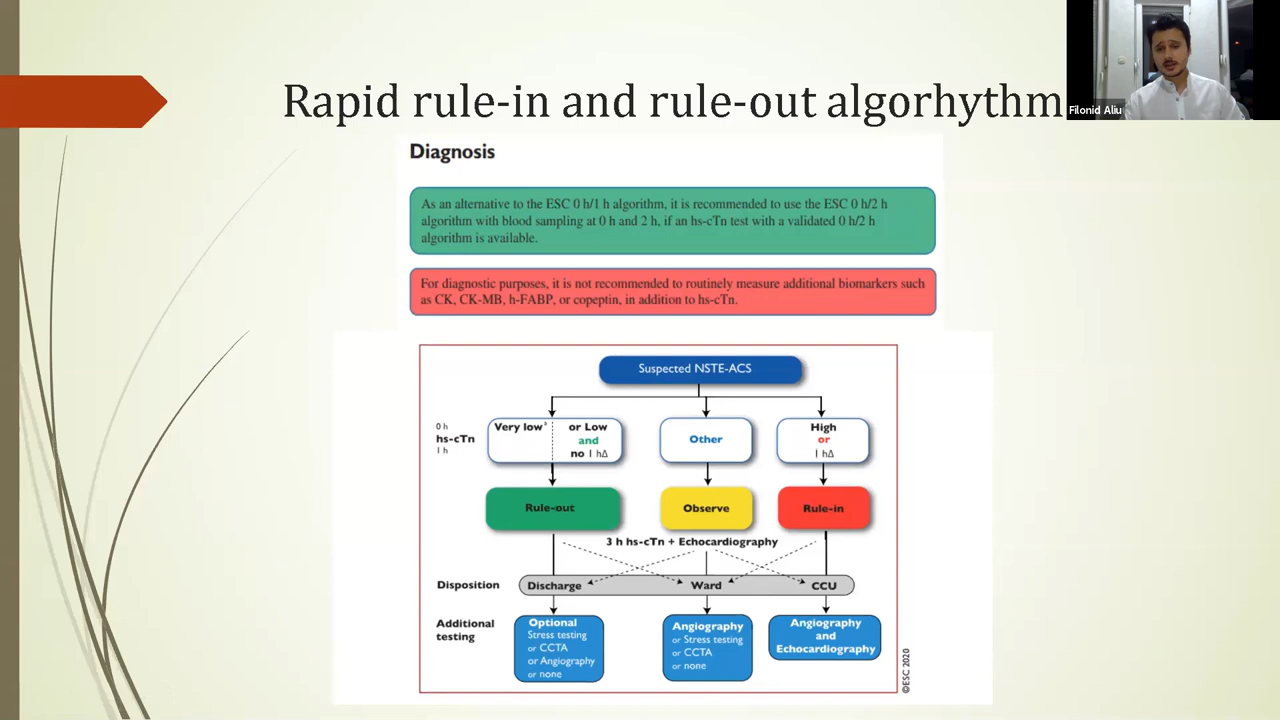 Rapid rule-in and rule-out algorhythm
Filonid Aliu
Diagnosis
As an alternative to the ESC 0 h/1 h algorithm, it is recommended to use the ESC 0 h/2 h
algorithm with blood sampling at 0 h and 2 h, if an hs-cTn test with a validated 0 h/2 h
algorithm is available.
For diagnostic purposes, it is not recommended to routinely measure additional biomarkers such
as CK, CK-MB, h-FABP, or copeptin, in addition to hs-cTn.
Suspected NSTE-ACS
0 h
hs-cTn
1 h
Very low
or Low
and
no 1 hΔ
Other
High
or
1 hΔ
Rule-out
Observe
Rule-in
3 h hs-cTn + Echocardiography
Disposition
Discharge
Ward
CCU
Additional
testing
Optional
Stress testing
or CCTA
or Angiography
or none
Angiography
or Stress testing
or CCTA
or none
Angiography
and
Echocardiography
©ESC 2020